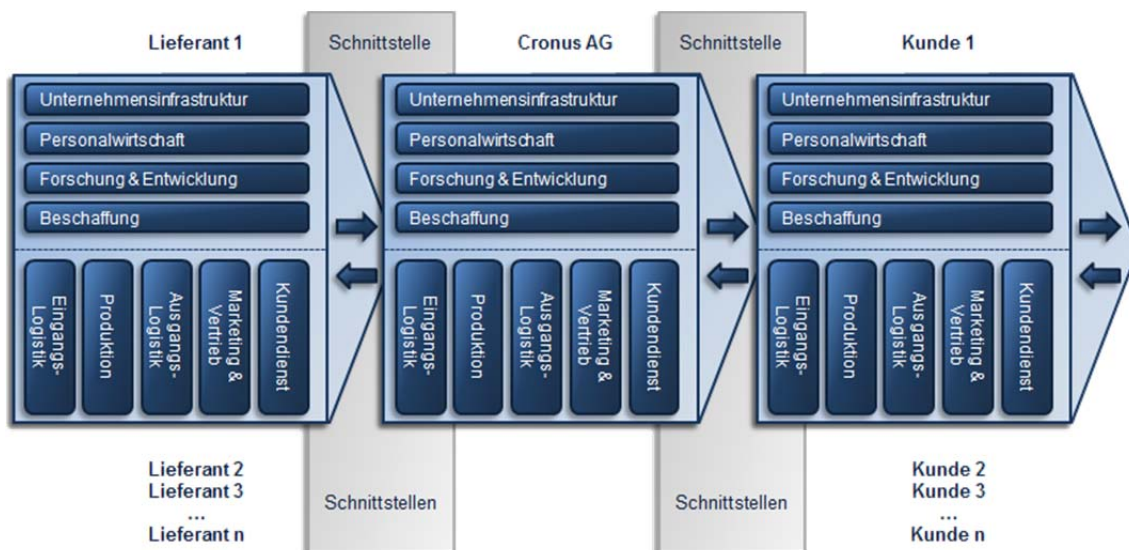 Lieferant 1
Schnittstelle
Cronus AG
Schnittstelle
Kunde 1
Unternehmensinfrastruktur
Personalwirtschaft
Forschung & Entwicklung
Beschaffung
Eingangs-
Logistik
Produktion
Ausgangs-
Logistik
Marketing &
Vertrieb
Kundendienst
Unternehmensinfrastruktur
Personalwirtschaft
Forschung & Entwicklung
Beschaffung
Eingangs-
Logistik
Produktion
Ausgangs-
Logistik
Marketing &
Vertrieb
Kundendienst
Unternehmensinfrastruktur
Personalwirtschaft
Forschung & Entwicklung
Beschaffung
Eingangs-
Logistik
Produktion
Ausgangs-
Logistik
Marketing &
Vertrieb
Kundendienst
Lieferant 2
Lieferant 3
...
Lieferant n
Schnittstellen
Schnittstellen
Kunde 2
Kunde 3
...
Kunde n